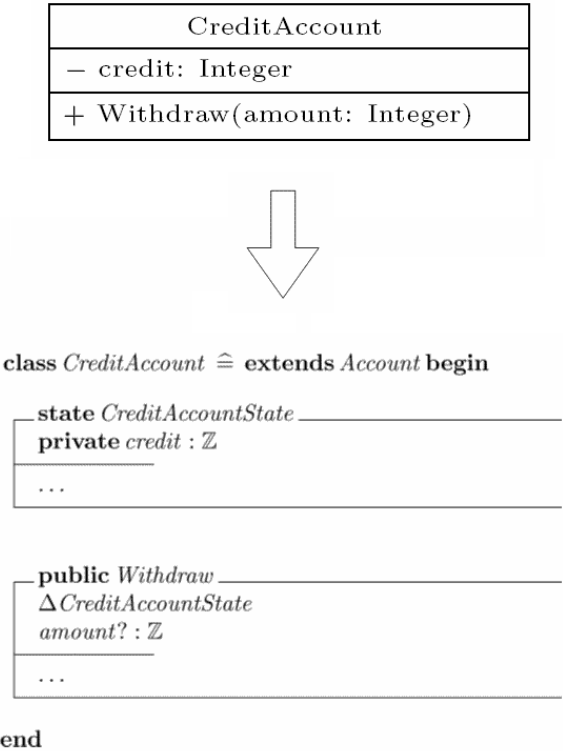 CreditAccount
− credit: Integer
+ Withdraw(amount: Integer)
class CreditAccount ≙ extends Account begin
state CreditAccountState
private credit : ℤ
...
public Withdraw
ΔCreditAccountState
amount? : ℤ
...
end